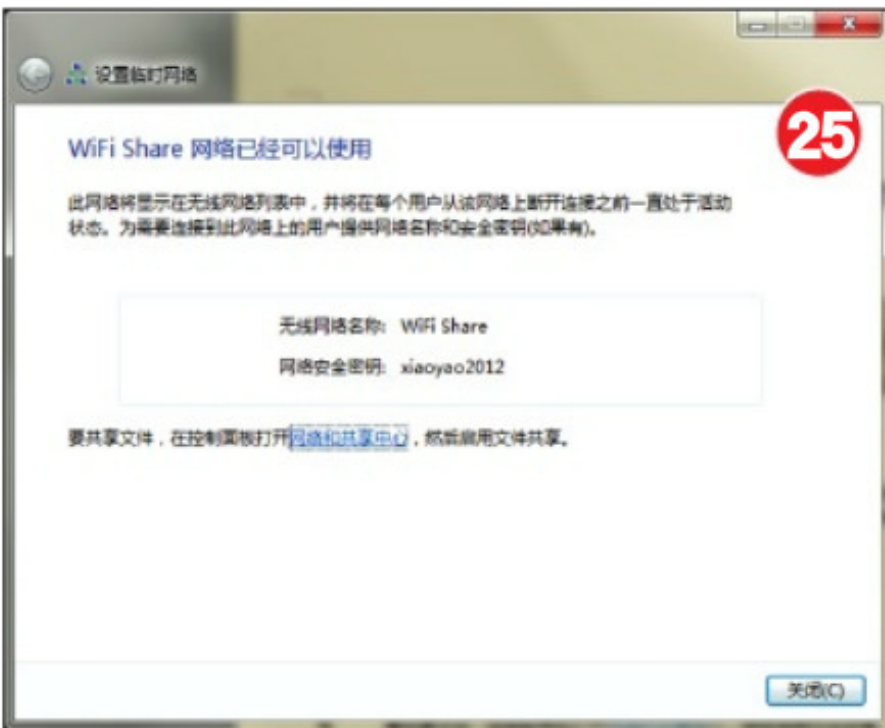 设置临时网络
25
WiFi Share 网络已经可以使用
此网络将显示在无线网络列表中，并将在每个用户从该网络上断开连接之前一直处于活动
状态。为需要连接到此网络上的用户提供网络名称和安全密钥(如果有)。
无线网络名称: WiFi Share
网络安全密钥: xiaoyao2012
要共享文件，在控制面板打开网络和共享中心，然后启用文件共享。
关闭(C)